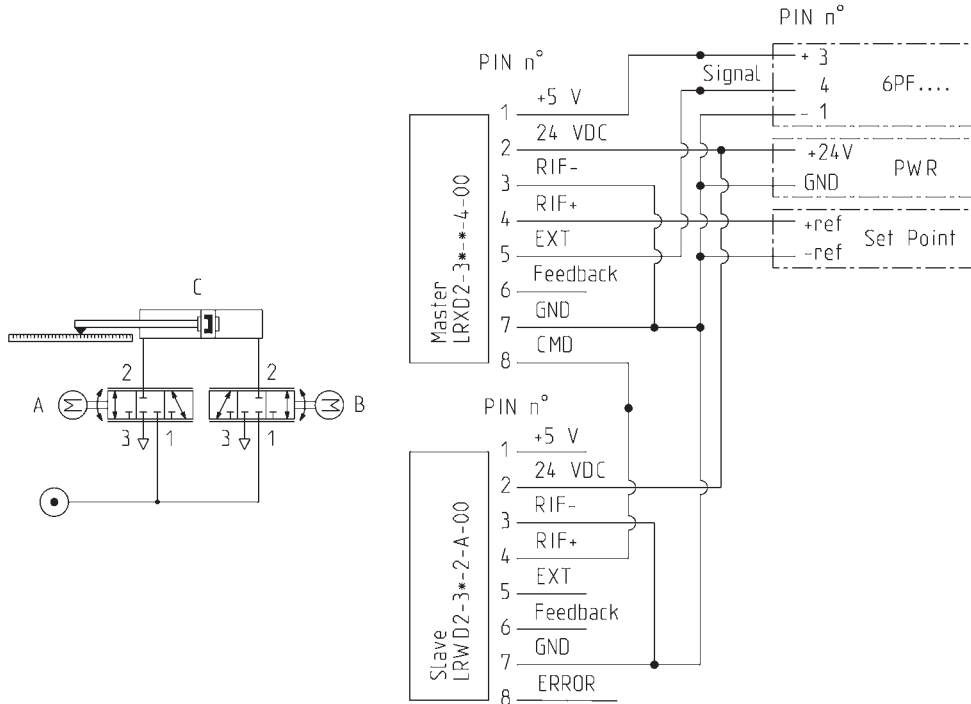 C
2
2
A
M
M
B
3
1
3
1
PIN n°
Master
LRXD2-3*-*-4-00
1
+5 V
2
24 VDC
3
RIF-
4
RIF+
5
EXT
6
Feedback
7
GND
8
CMD
PIN n°
Slave
LRWD2-3*-2-A-00
1
+5 V
2
24 VDC
3
RIF-
4
RIF+
5
EXT
6
Feedback
7
GND
8
ERROR
PIN n°
Signal
+ 3
4
- 1
6PF....
+24V
GND
PWR
+ref
-ref
Set Point